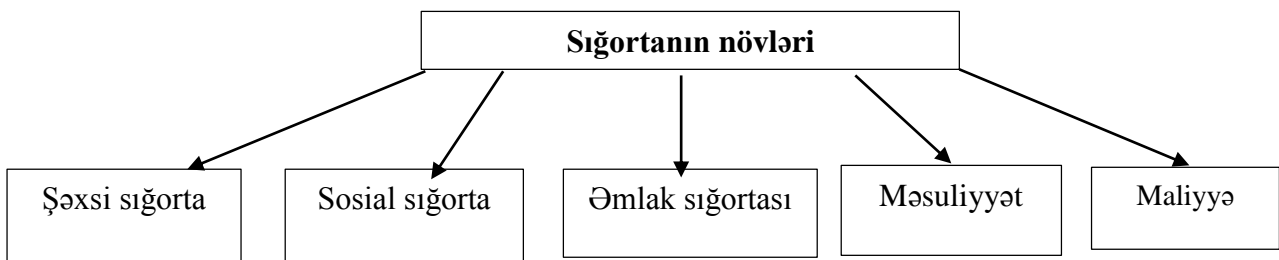 Sığortanın növləri
Şəxsi sığorta
Sosial sığorta
Əmlak sığortası
Məsuliyyət
Maliyyə